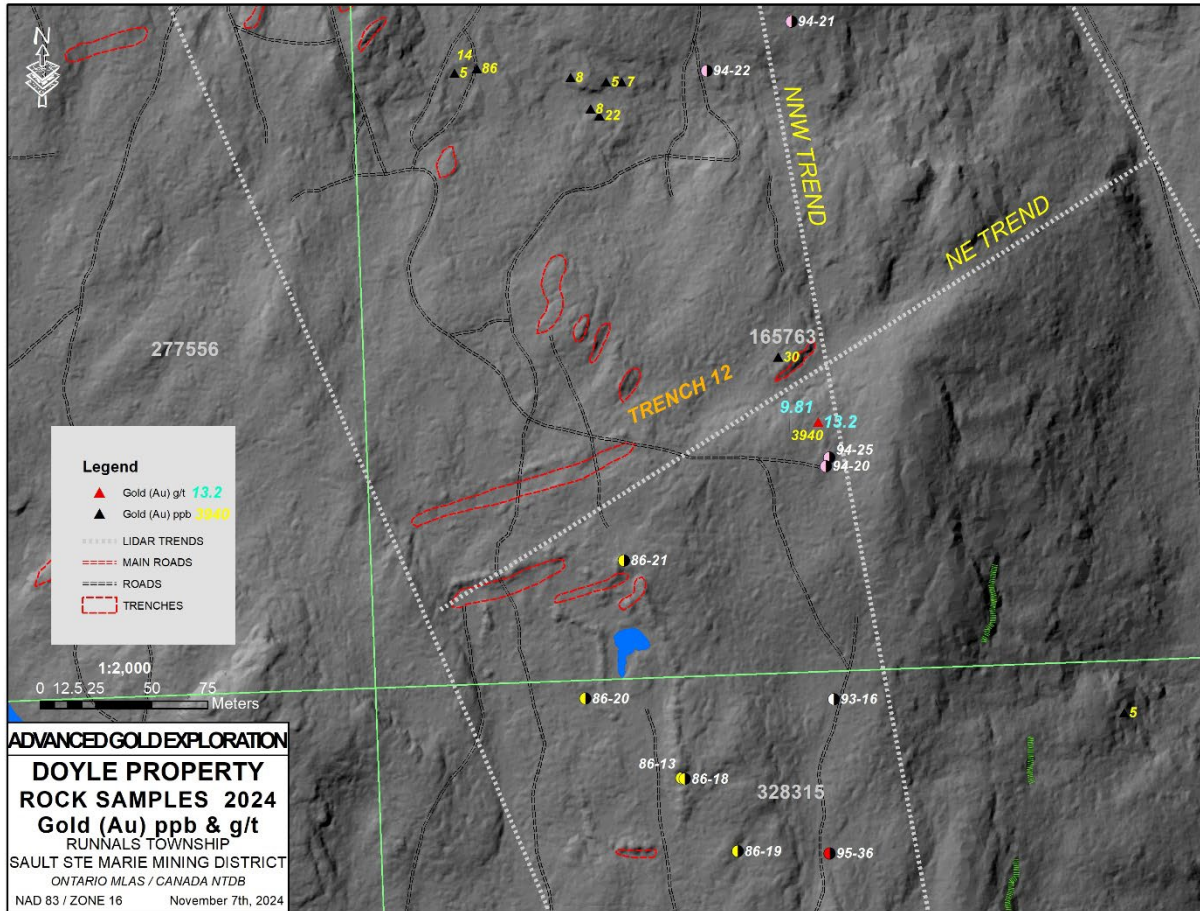 N
94-21
94-22
14
5
86
8
5
7
8
22
NNW TREND
NE TREND
277556
165763
30
TRENCH 12
9.81
13.2
3940
94-25
94-20
86-21
86-20
93-16
5
86-13
86-18
328315
86-19
95-36
Legend
Gold (Au) g/t 13.2
Gold (Au) ppb 3940
LIDAR TRENDS
MAIN ROADS
ROADS
TRENCHES
1:2,000
0 12.5 25 50 75
Meters
ADVANCED GOLD EXPLORATION
DOYLE PROPERTY
ROCK SAMPLES 2024
Gold (Au) ppb & g/t
RUNNALS TOWNSHIP
SAULT STE MARIE MINING DISTRICT
ONTARIO MLAS / CANADA NTDB
NAD 83 / ZONE 16 November 7th, 2024